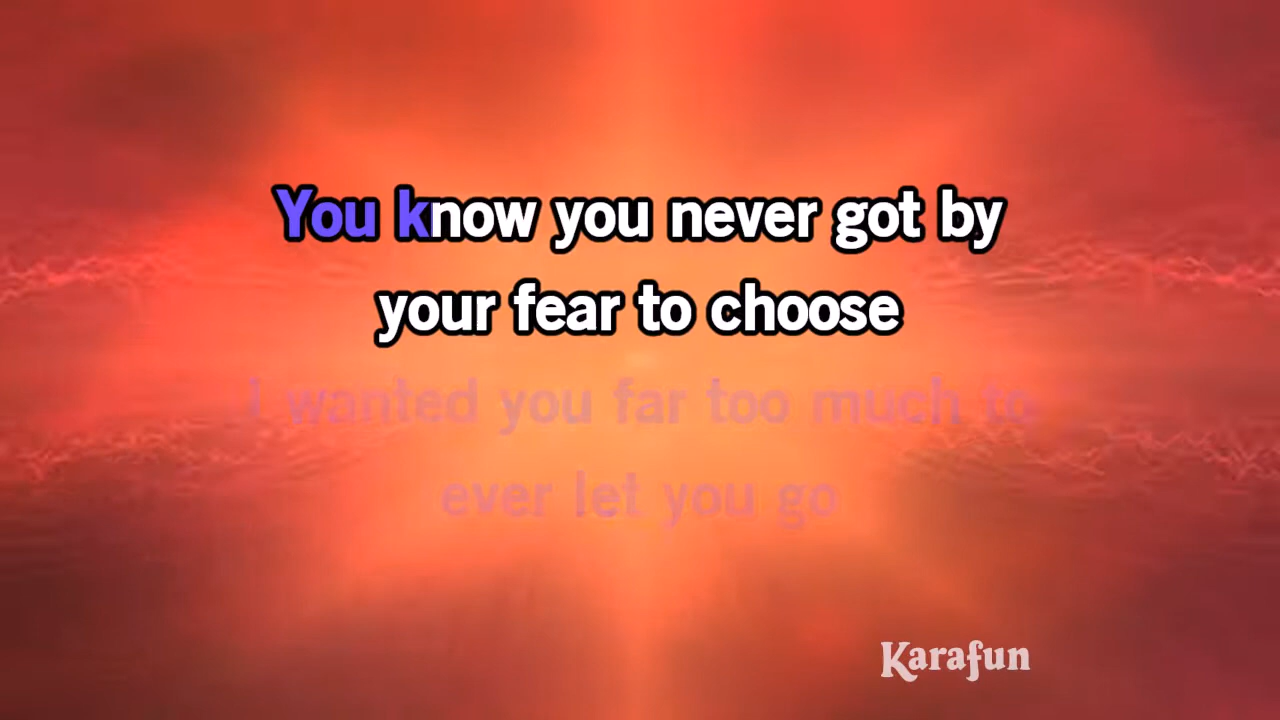 You know you never got by
your fear to choose
I wanted you far too much to
ever let you go
Karafun